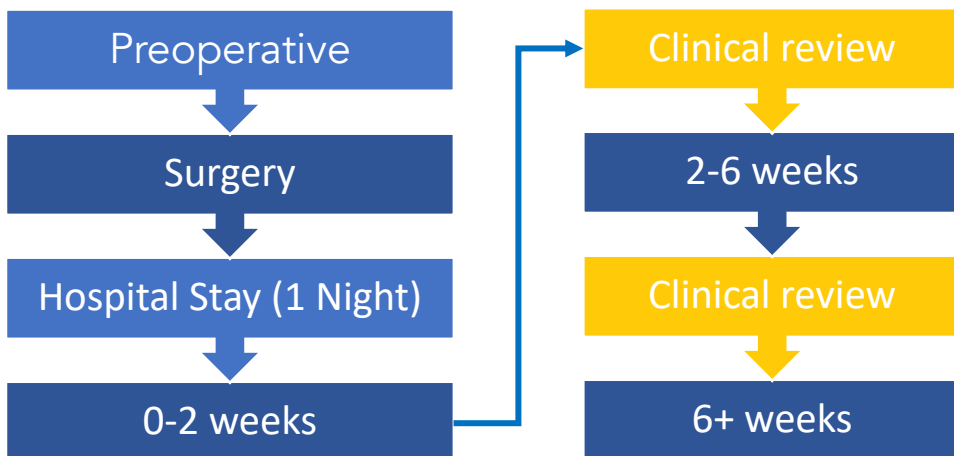 Preoperative
Surgery
Hospital Stay (1 Night)
0-2 weeks
Clinical review
2-6 weeks
Clinical review
6+ weeks